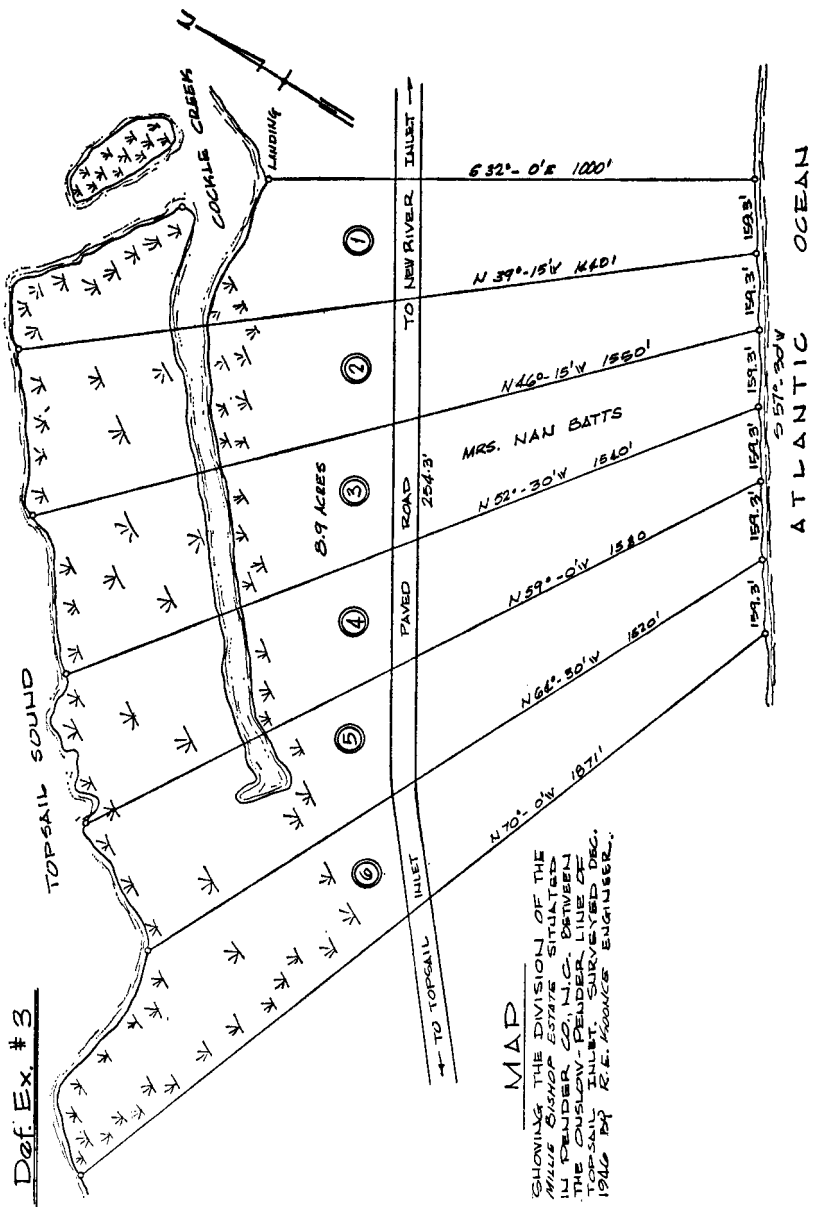 Def. Ex. #3
TOPSAIL SOUND
COCKLE CREEK
N
LANDING
1
2
3
4
5
6
8.9 ACRES
← TO TOPSAIL INLET
PAVED ROAD
254.3'
TO NEW RIVER INLET →
MRS. NAN BATTS
S 32°-0'E 1000'
N 39°-15'W 1440'
N 46°-15'W 1550'
N 52°-30'W 1540'
N 59°-0'W
N 64°-30'W 1620'
N 70°-0'W 1871'
159.3'
159.3'
159.3'
159.3'
159.3'
159.3'
S 57°-30'W
ATLANTIC OCEAN
MAP
SHOWING THE DIVISION OF THE
MILLIE BISHOP ESTATE SITUATED
IN PENDER CO., N.C. BETWEEN
THE ONSLOW-PENDER LINE OF
TOPSAIL INLET. SURVEYED DEC.
1946 BY R.E. KOONCE ENGINEER.